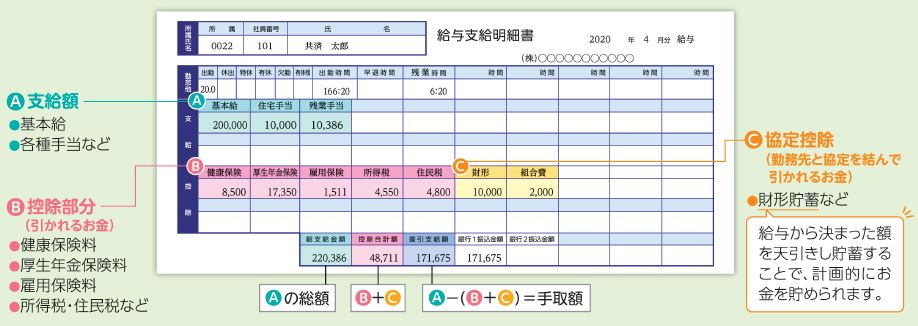 所属氏名
所　属　社員番号　氏　名
0022　101　共済　太郎
給与支給明細書
2020　年　4　月分　給与
(株)〇〇〇〇〇〇〇〇〇〇〇
勤怠他
出勤　休出　特休　有休　欠勤　有休残　出勤時間　早退時間　残業時間　時間　時間　時間　時間　時間
20.0　166:20　6:20
A
支給
基本給　住宅手当　残業手当
200,000　10,000　10,386
B
C
控除
健康保険　厚生年金保険　雇用保険　所得税　住民税　財形　組合費
8,500　17,350　1,511　4,550　4,800　10,000　2,000
総支給金額　控除合計額　差引支給額　銀行1振込金額　銀行2振込金額
220,386　48,711　171,675　171,675
Aの総額
B+C
A−(B+C)=手取額
A 支給額
●基本給
●各種手当など
B 控除部分
(引かれるお金)
●健康保険料
●厚生年金保険料
●雇用保険料
●所得税・住民税など
C 協定控除
(勤務先と協定を結んで
引かれるお金)
●財形貯蓄など
給与から決まった額
を天引きし貯蓄する
ことで、計画的にお
金を貯められます。